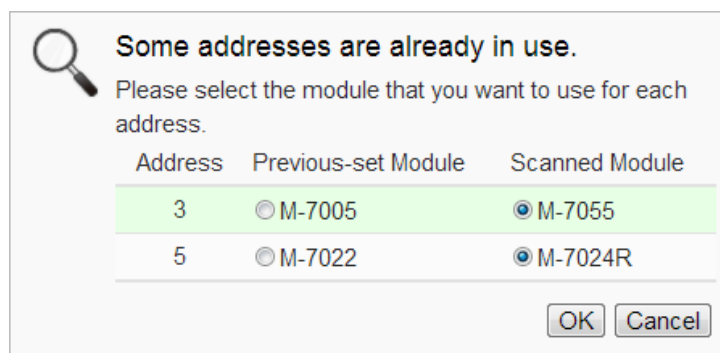 Some addresses are already in use.
Please select the module that you want to use for each
address.
Address Previous-set Module Scanned Module
3 M-7005 M-7055
5 M-7022 M-7024R
OK Cancel